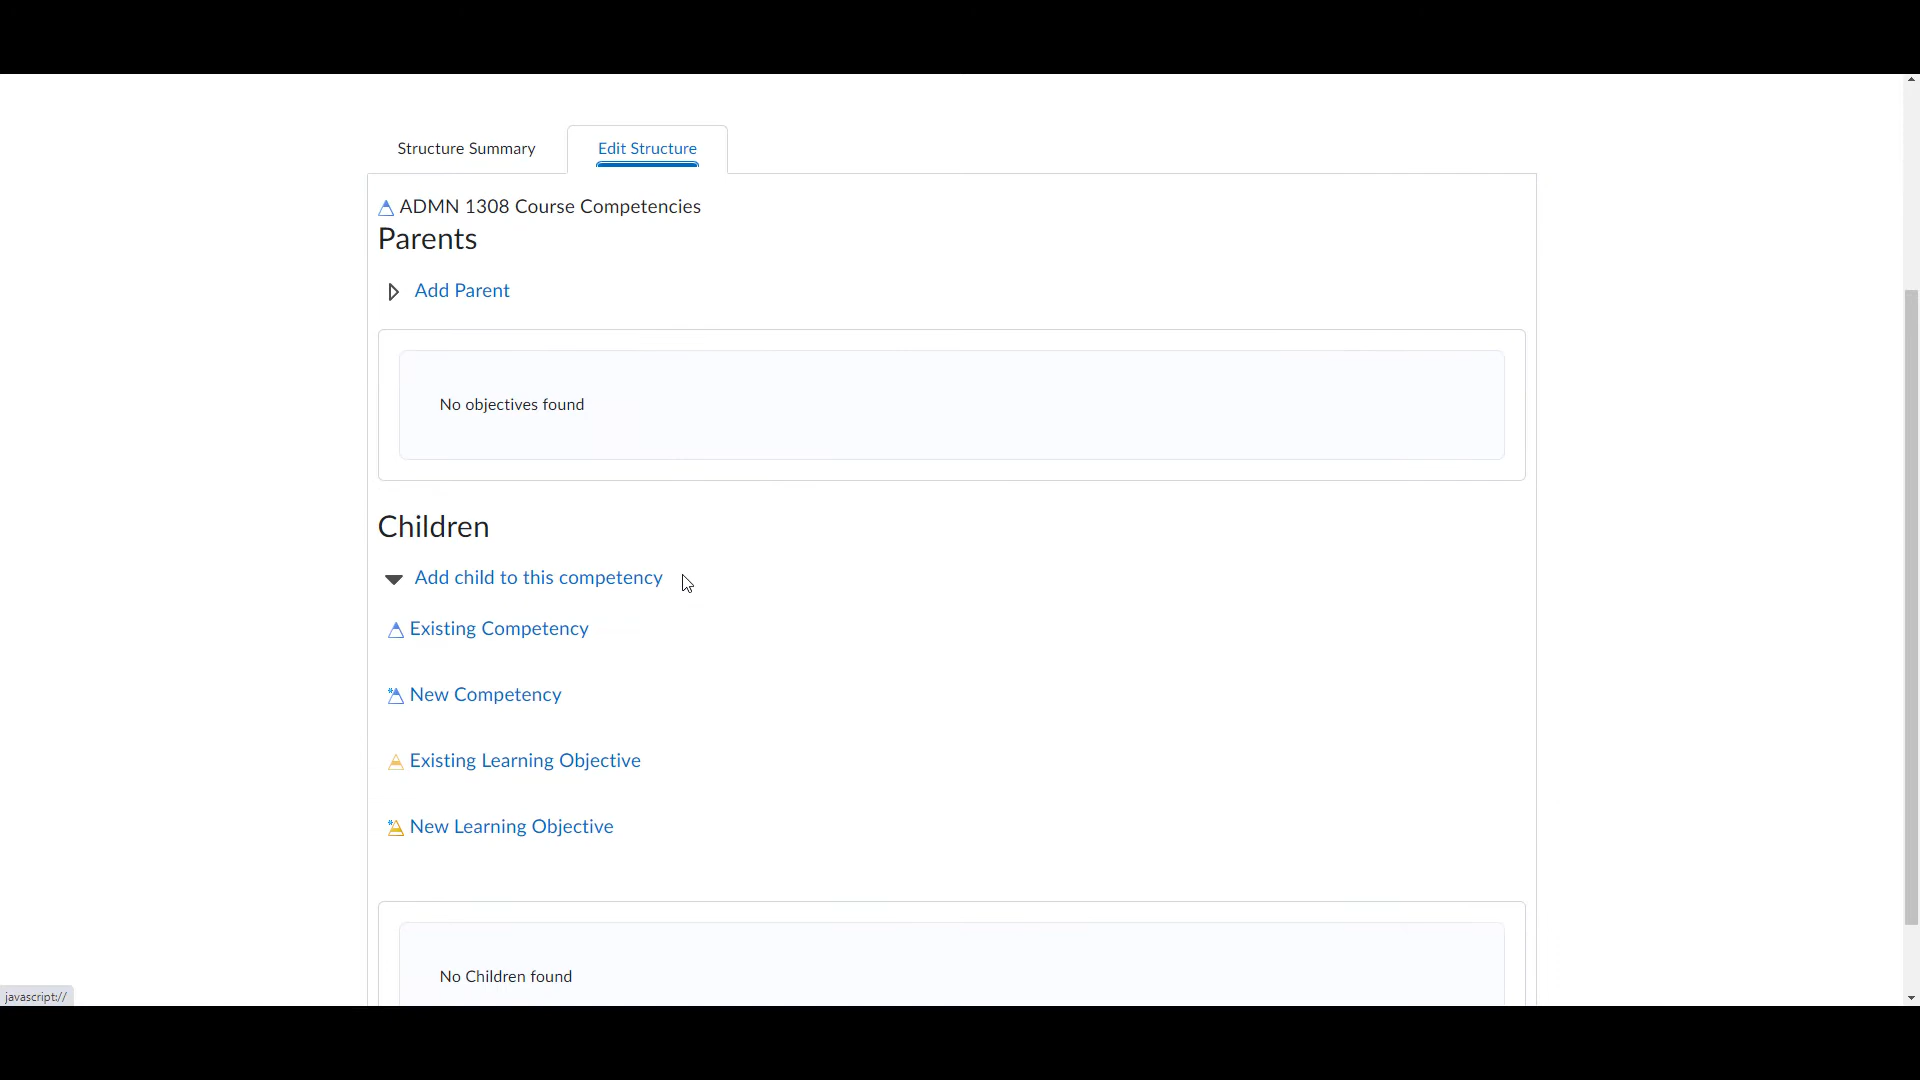 Structure Summary
Edit Structure
ADMN 1308 Course Competencies
Parents
Add Parent
No objectives found
Children
Add child to this competency
Existing Competency
New Competency
Existing Learning Objective
New Learning Objective
No Children found
javascript://